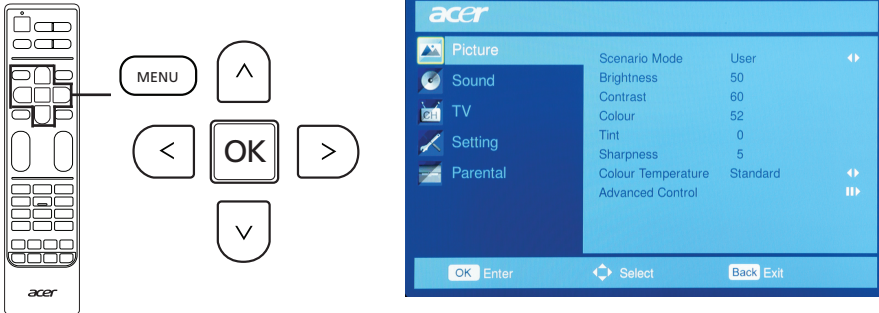 MENU
OK
acer
acer
Picture
Sound
CH
TV
Setting
Parental
Scenario Mode User
Brightness 50
Contrast 60
Colour 52
Tint 0
Sharpness 5
Colour Temperature Standard
Advanced Control
OK Enter
Select
Back Exit